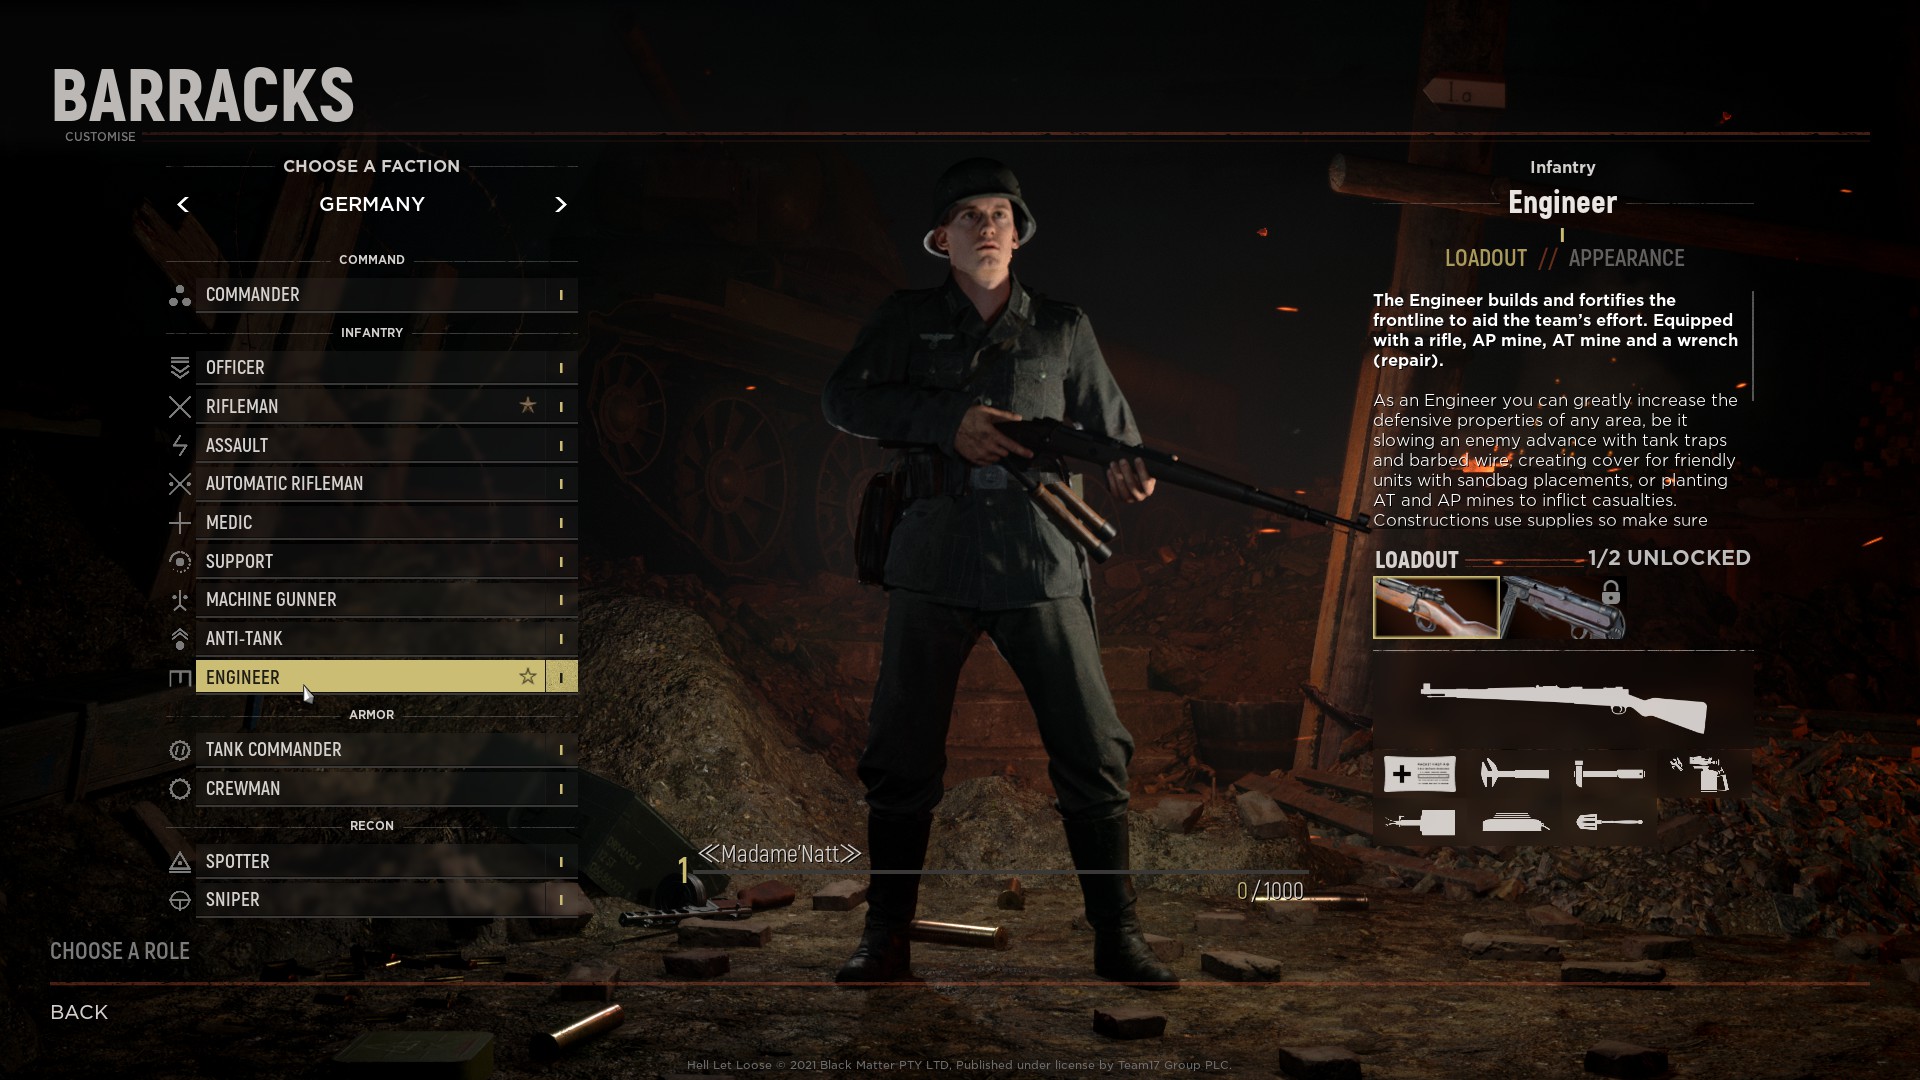 BARRACKS
CUSTOMISE
CHOOSE A FACTION
GERMANY
COMMAND
COMMANDER I
INFANTRY
OFFICER I
RIFLEMAN I
ASSAULT I
AUTOMATIC RIFLEMAN I
MEDIC I
SUPPORT I
MACHINE GUNNER I
ANTI-TANK I
ENGINEER I
ARMOR
TANK COMMANDER I
CREWMAN I
RECON
SPOTTER I
SNIPER I
CHOOSE A ROLE
BACK
1 ≪Madame'Natt≫
0/1000
Infantry
Engineer
I
LOADOUT // APPEARANCE
The Engineer builds and fortifies the
frontline to aid the team's effort. Equipped
with a rifle, AP mine, AT mine and a wrench
(repair).
As an Engineer you can greatly increase the
defensive properties of any area, be it
slowing an enemy advance with tank traps
and barbed wire, creating cover for friendly
units with sandbag placements, or planting
AT and AP mines to inflict casualties.
Constructions use supplies so make sure
LOADOUT 1/2 UNLOCKED
Hell Let Loose © 2021 Black Matter PTY LTD, Published under license by Team17 Group PLC.